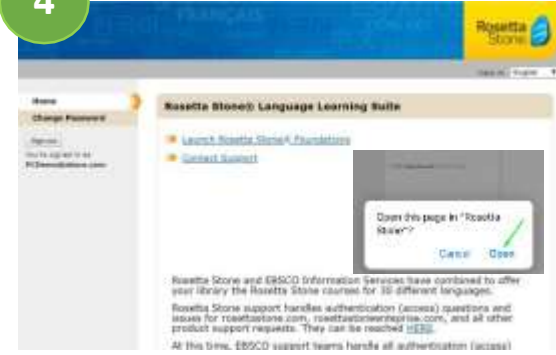 4
FRANÇAIS
Rosetta
Stone
English
Home
Change Password
Rosetta Stone® Language Learning Suite
Launch Rosetta Stone® Foundations
Contact Support
Open this page in "Rosetta
Stone"?
Cancel Open
Rosetta Stone and EBSCO Information Services have combined to offer
your library the Rosetta Stone courses for 30 different languages.
Rosetta Stone support handles authentication (access) questions and
issues for rosettastone.com, rosettastoneenterprise.com, and all other
product support requests. They can be reached HERE.
At this time, EBSCO support teams handle all authentication (access)